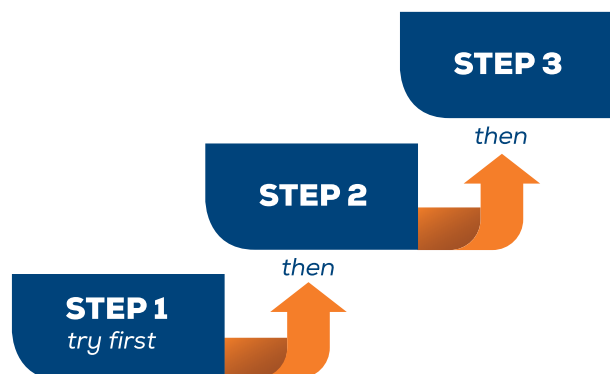 STEP 1
try first
then
STEP 2
then
STEP 3